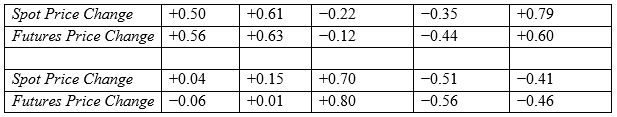 Spot Price Change +0.50 +0.61 −0.22 −0.35 +0.79
Futures Price Change +0.56 +0.63 −0.12 −0.44 +0.60
Spot Price Change +0.04 +0.15 +0.70 −0.51 −0.41
Futures Price Change −0.06 +0.01 +0.80 −0.56 −0.46